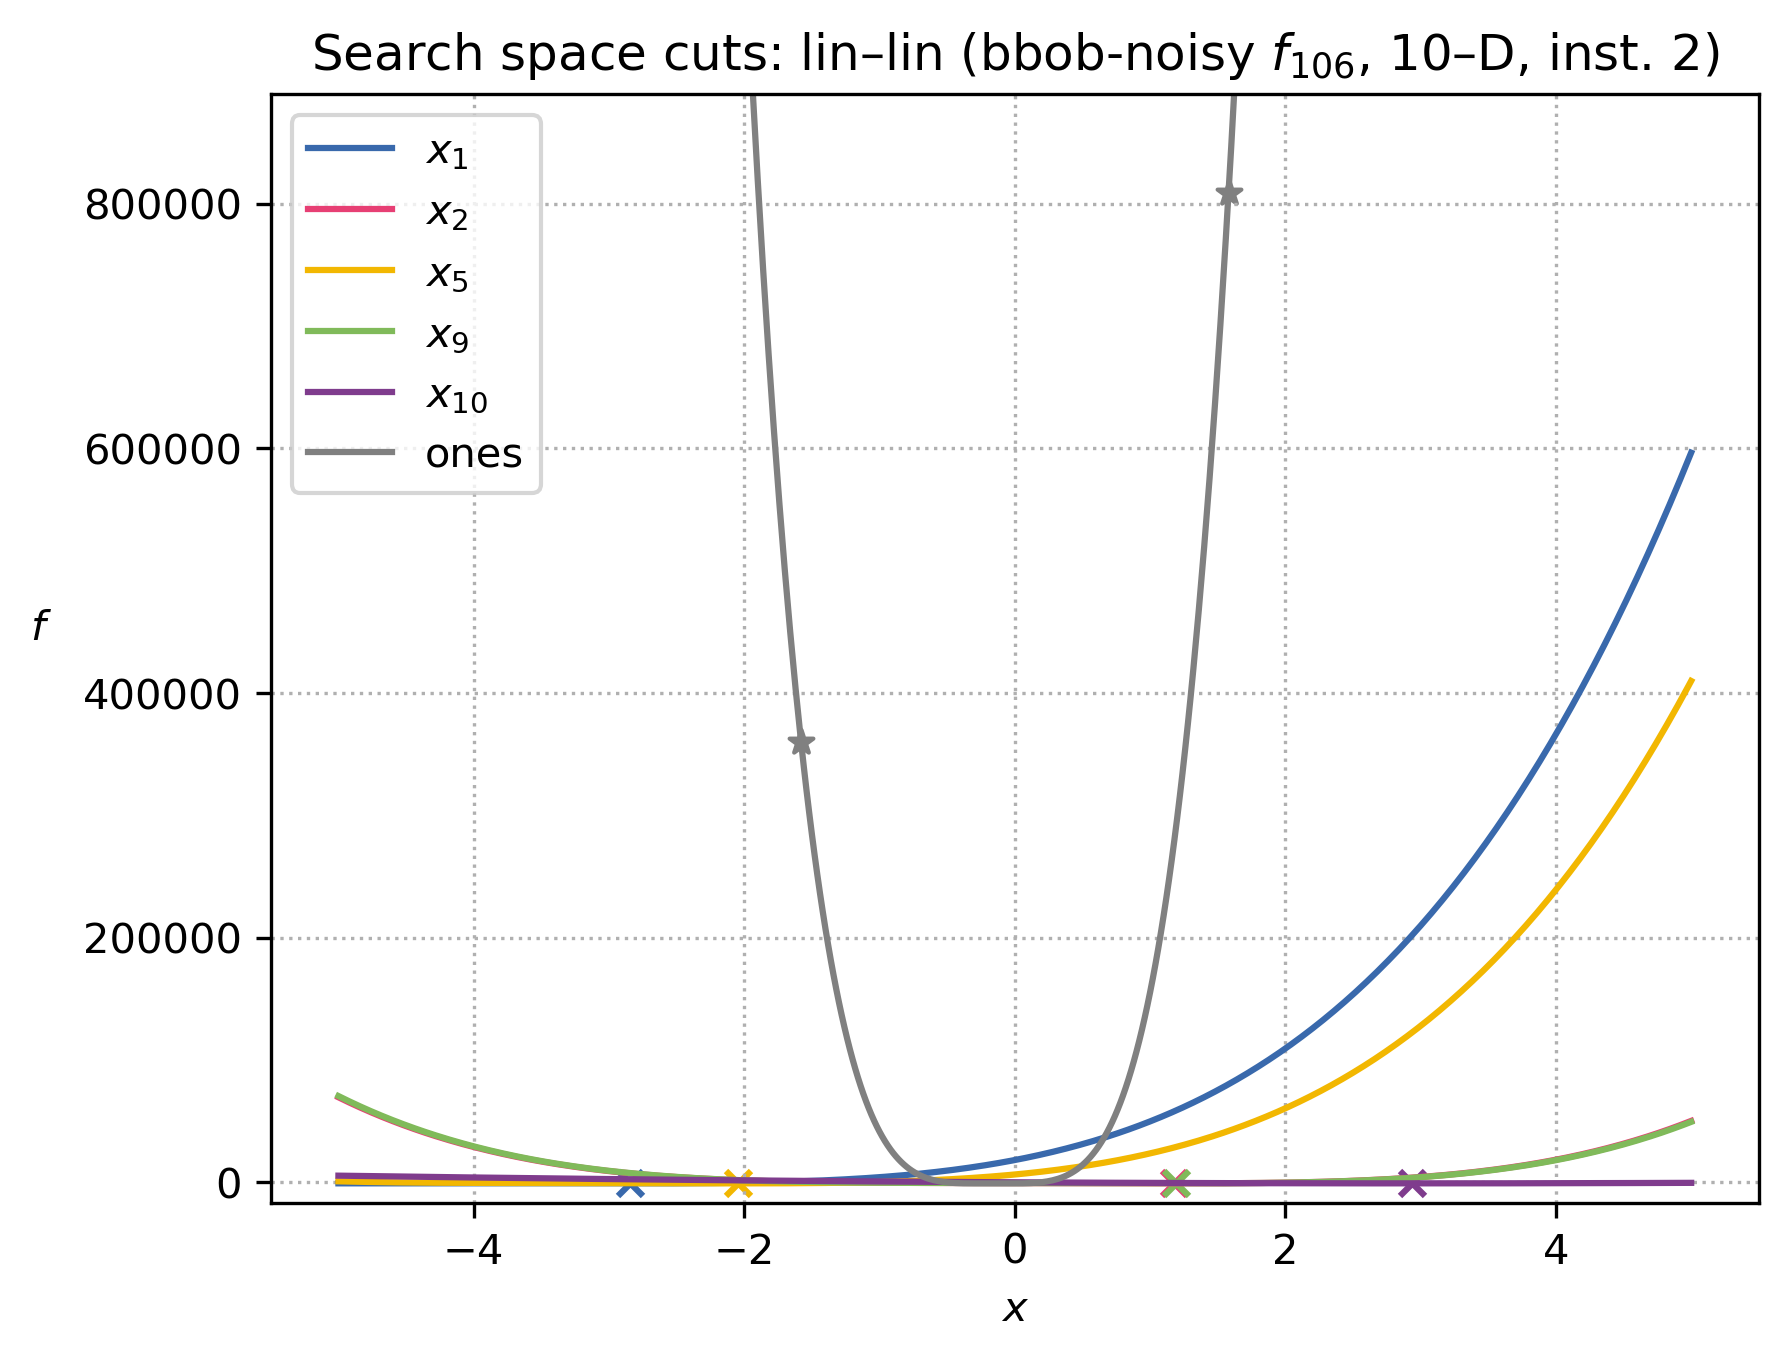 Search space cuts: lin–lin (bbob-noisy f₁₀₆, 10–D, inst. 2)
x₁
x₂
x₅
x₉
x₁₀
ones
800000
600000
400000
200000
0
f
−4
−2
0
2
4
x